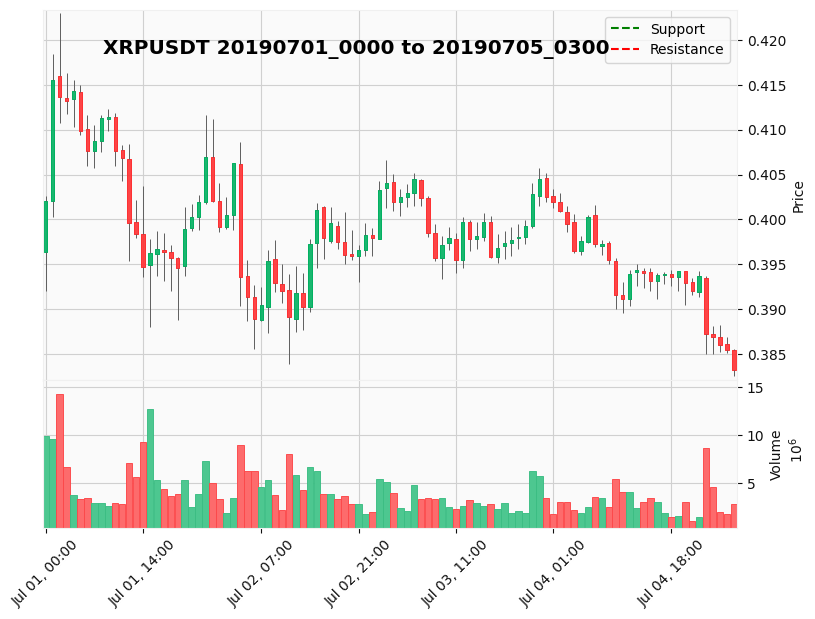 XRPUSDT 20190701_0000 to 20190705_0300
Support
Resistance
0.420
0.415
0.410
0.405
0.400
0.395
0.390
0.385
Price
15
10
5
Volume
10^6
Jul 01, 00:00
Jul 01, 14:00
Jul 02, 07:00
Jul 02, 21:00
Jul 03, 11:00
Jul 04, 01:00
Jul 04, 18:00